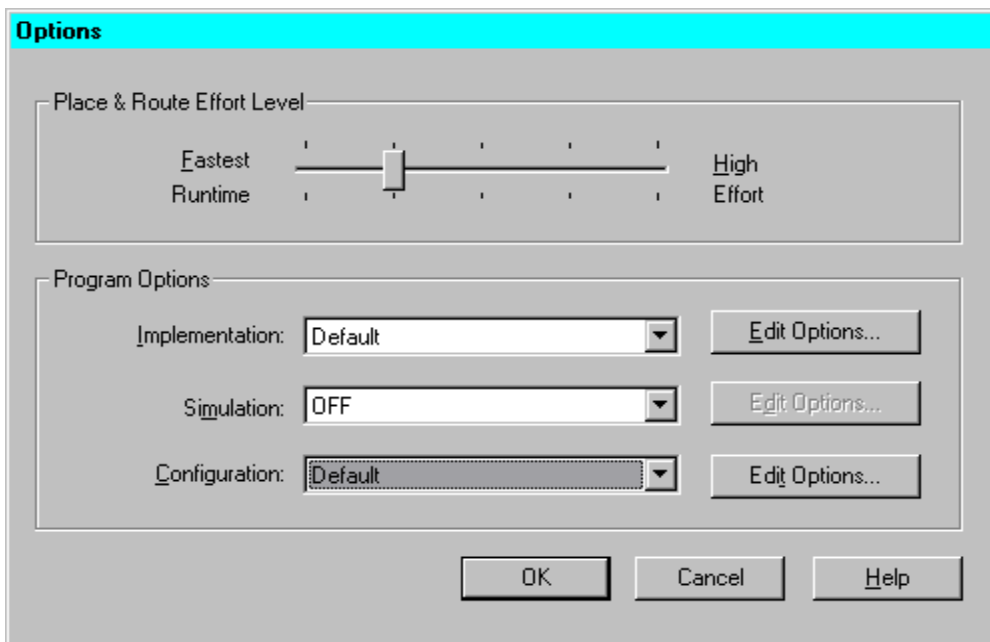 Options
Place & Route Effort Level
Fastest
Runtime
High
Effort
Program Options
Implementation: Default Edit Options...
Simulation: OFF Edit Options...
Configuration: Default Edit Options...
OK Cancel Help